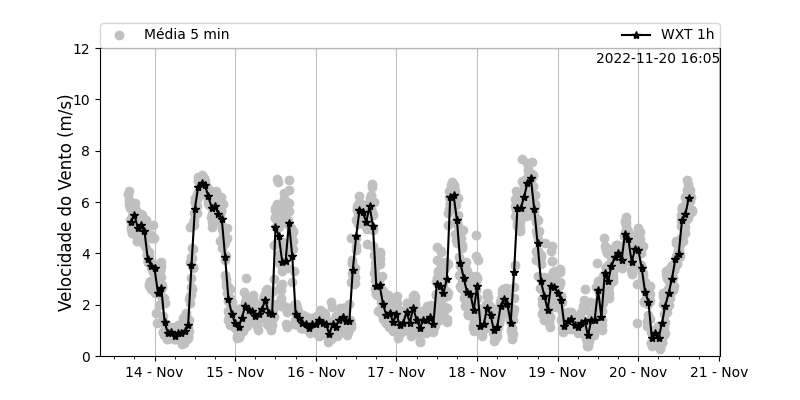 Média 5 min
WXT 1h
2022-11-20 16:05
Velocidade do Vento (m/s)
12
10
8
6
4
2
0
14 - Nov
15 - Nov
16 - Nov
17 - Nov
18 - Nov
19 - Nov
20 - Nov
21 - Nov